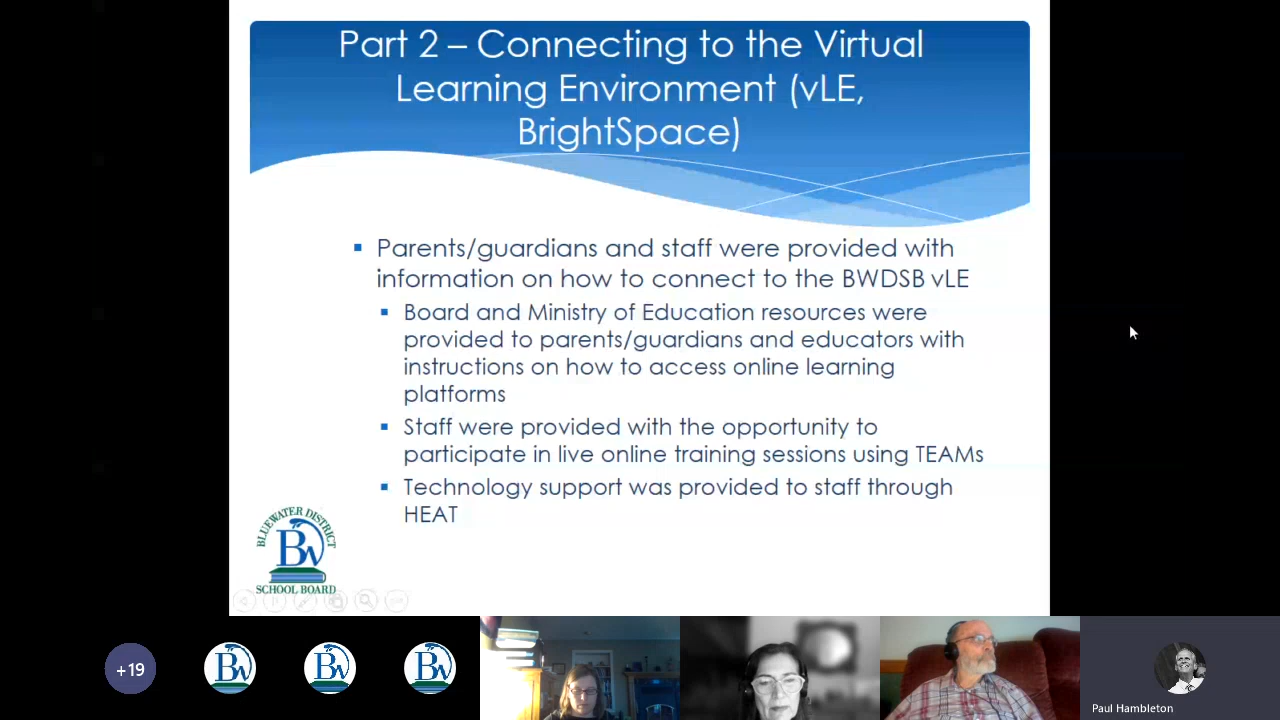 Part 2 – Connecting to the Virtual
Learning Environment (vLE,
BrightSpace)
▪ Parents/guardians and staff were provided with
information on how to connect to the BWDSB vLE
▪ Board and Ministry of Education resources were
provided to parents/guardians and educators with
instructions on how to access online learning
platforms
▪ Staff were provided with the opportunity to
participate in live online training sessions using TEAMs
▪ Technology support was provided to staff through
HEAT
BLUEWATER DISTRICT
BW
SCHOOL BOARD
+19
BW
BW
BW
Paul Hambleton